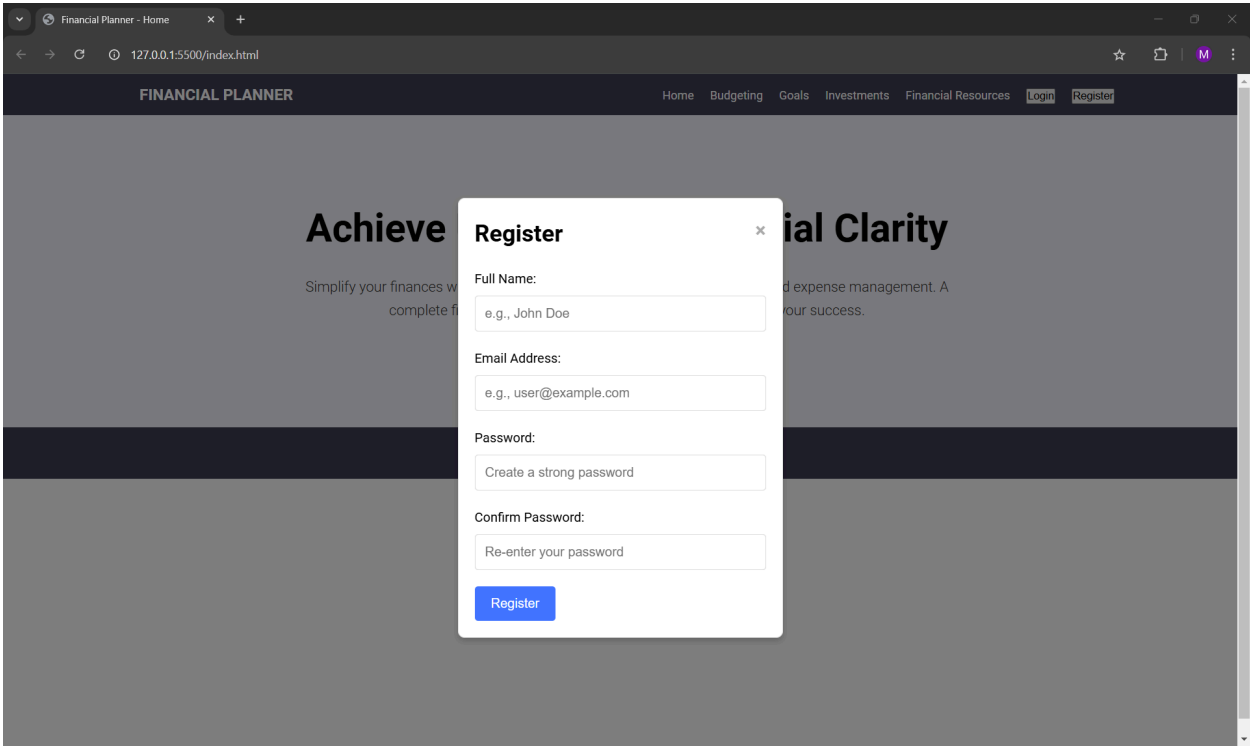 Financial Planner - Home
127.0.0.1:5500/index.html
M
FINANCIAL PLANNER
Home Budgeting Goals Investments Financial Resources Login Register
Achieve ial Clarity
Simplify your finances w d expense management. A
complete fi our success.
Register
Full Name:
e.g., John Doe
Email Address:
e.g., user@example.com
Password:
Create a strong password
Confirm Password:
Re-enter your password
Register